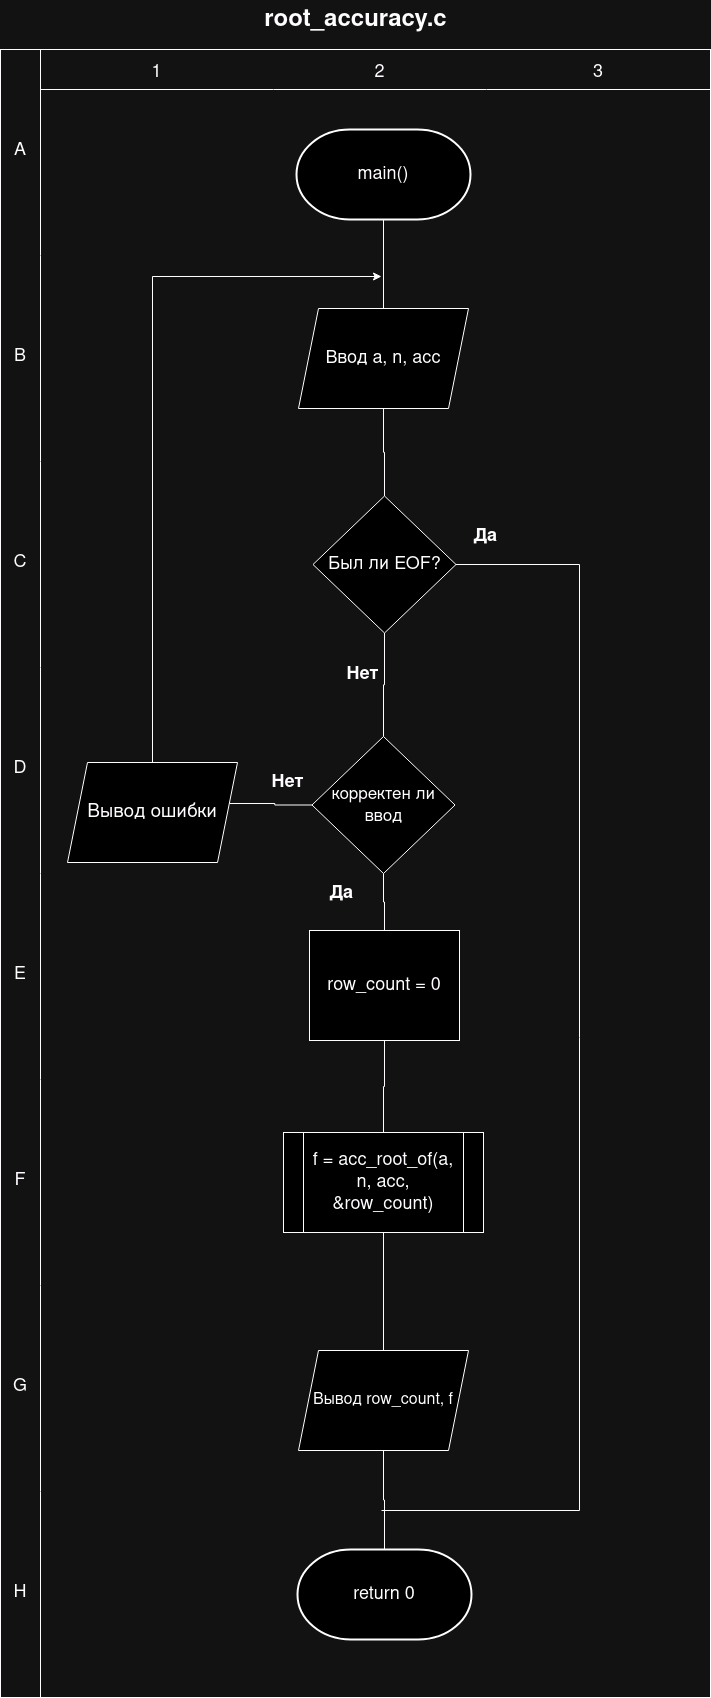 root_accuracy.c
1
2
3
A
main()
B
Ввод a, n, acc
C
Был ли EOF?
Да
Нет
D
Вывод ошибки
Нет
корректен ли
ввод
Да
E
row_count = 0
F
f = acc_root_of(a,
n, acc,
&row_count)
G
Вывод row_count, f
H
return 0